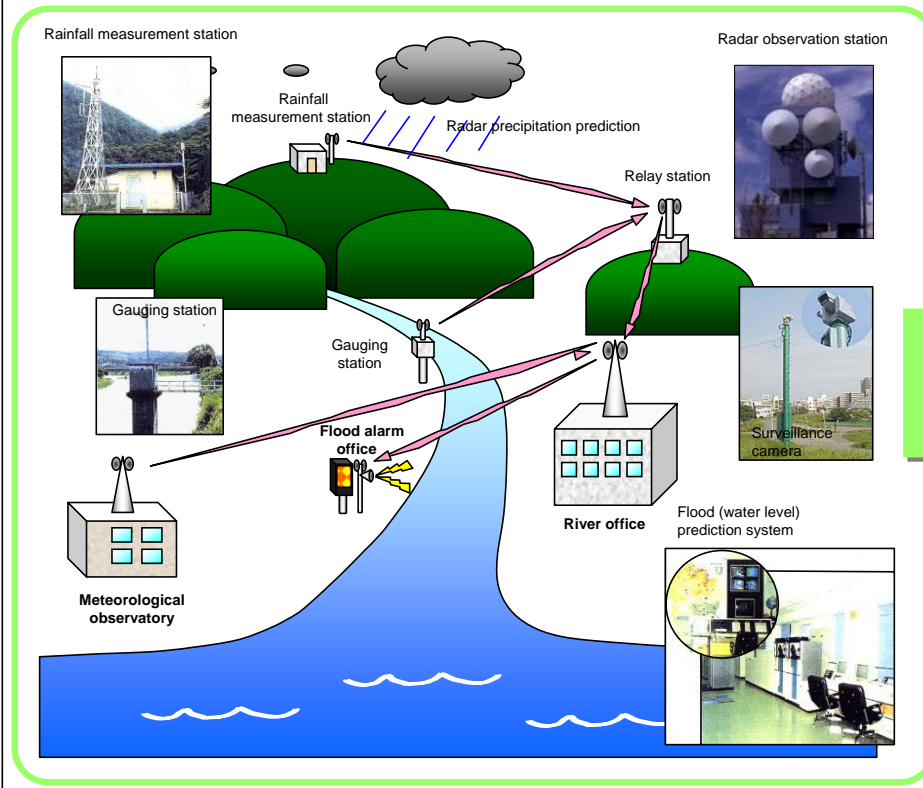 Rainfall measurement station
Radar observation station
Rainfall
measurement station
Radar precipitation prediction
Relay station
Gauging station
Gauging
station
Surveillance
camera
Flood alarm
office
River office
Flood (water level)
prediction system
Meteorological
observatory